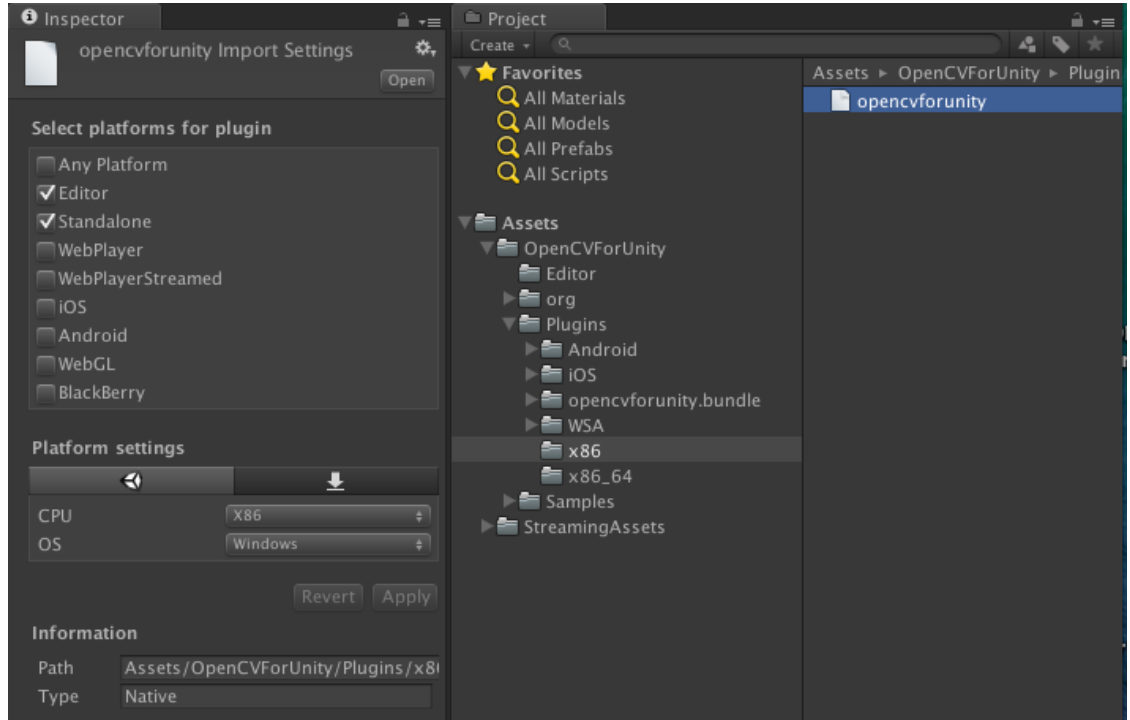 Inspector
opencvforunity Import Settings
Open
Select platforms for plugin
Any Platform
Editor
Standalone
WebPlayer
WebPlayerStreamed
iOS
Android
WebGL
BlackBerry
Platform settings
CPU X86
OS Windows
Revert Apply
Information
Path Assets/OpenCVForUnity/Plugins/x8
Type Native
Project
Create
Favorites
All Materials
All Models
All Prefabs
All Scripts
Assets
OpenCVForUnity
Editor
org
Plugins
Android
iOS
opencvforunity.bundle
WSA
x86
x86_64
Samples
StreamingAssets
Assets OpenCVForUnity Plugin
opencvforunity